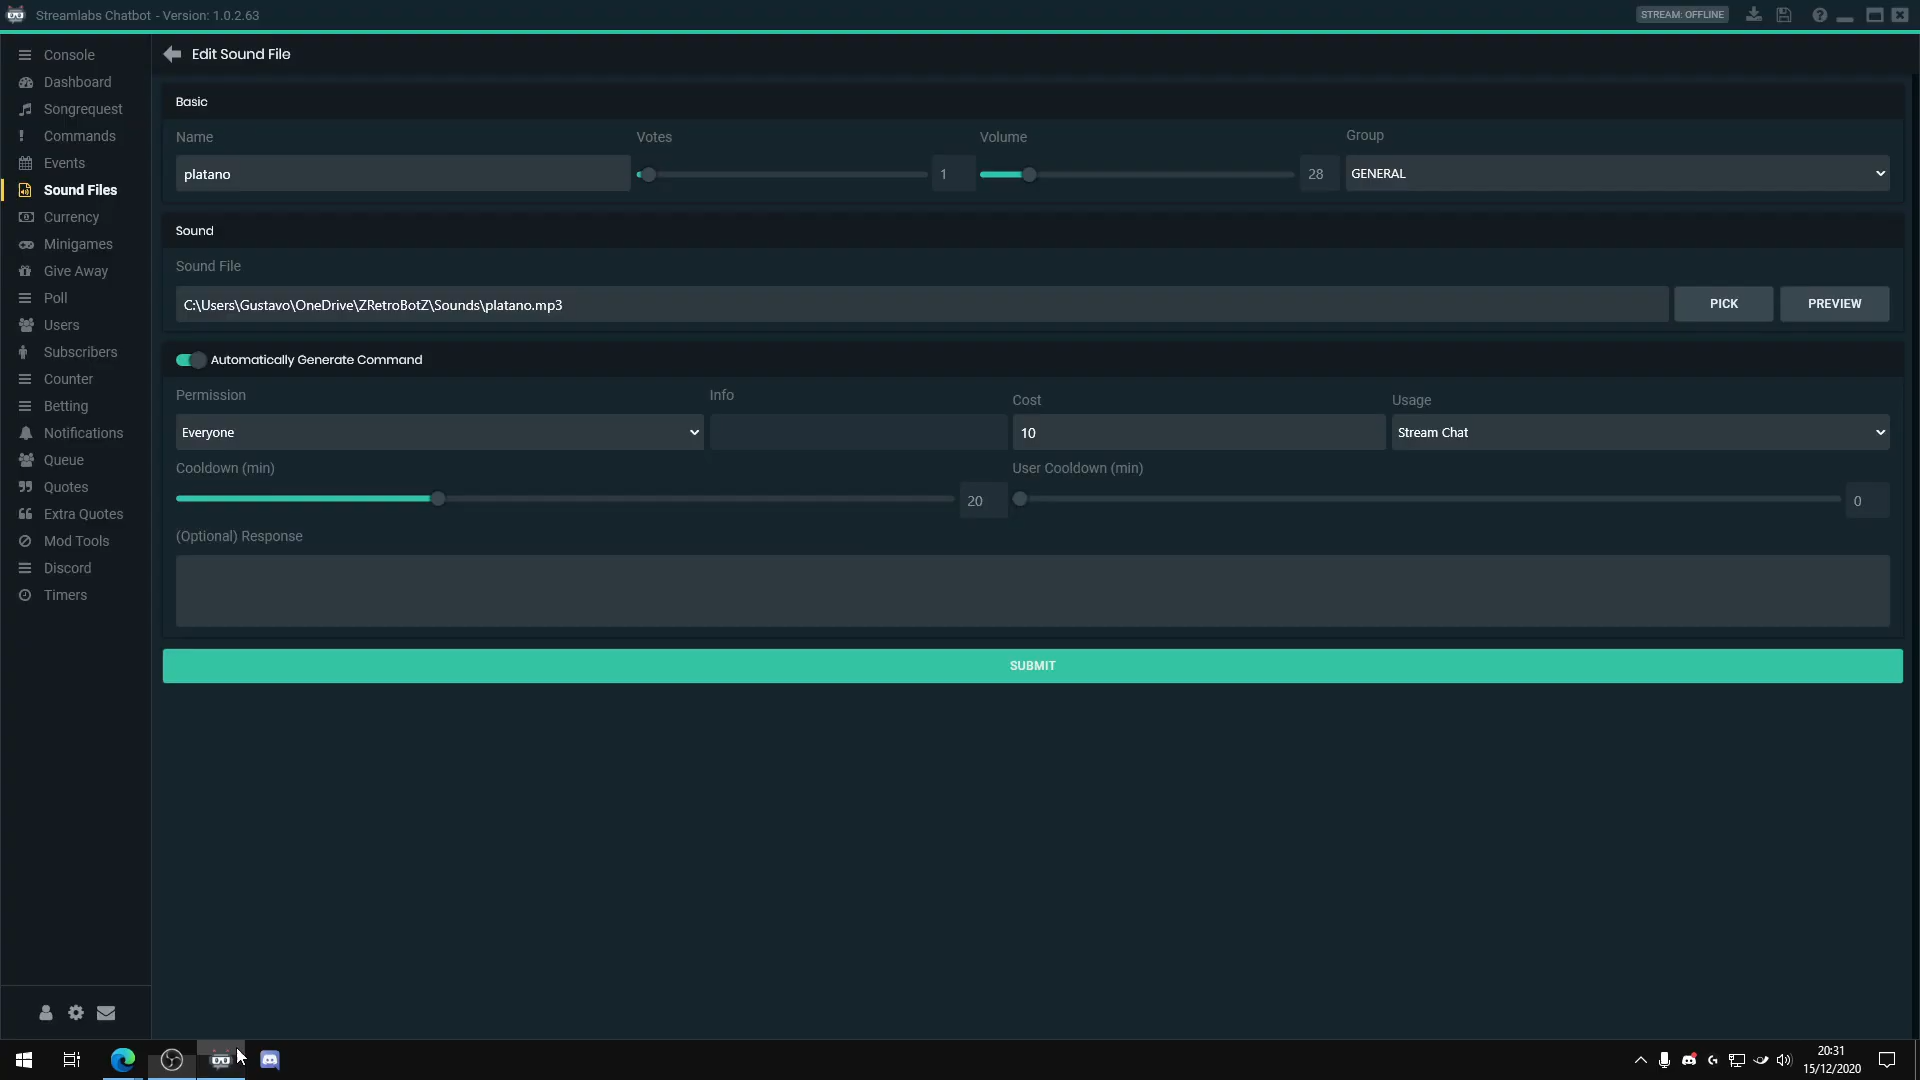 Streamlabs Chatbot - Version: 1.0.2.63
STREAM: OFFLINE
Console
Dashboard
Songrequest
Commands
Events
Sound Files
Currency
Minigames
Give Away
Poll
Users
Subscribers
Counter
Betting
Notifications
Queue
Quotes
Extra Quotes
Mod Tools
Discord
Timers
Edit Sound File
Basic
Name
Votes
Volume
Group
platano
1
28
GENERAL
Sound
Sound File
C:\Users\Gustavo\OneDrive\ZRetroBotZ\Sounds\platano.mp3
PICK
PREVIEW
Automatically Generate Command
Permission
Info
Cost
Usage
Everyone
10
Stream Chat
Cooldown (min)
User Cooldown (min)
20
0
(Optional) Response
SUBMIT
20:31
15/12/2020